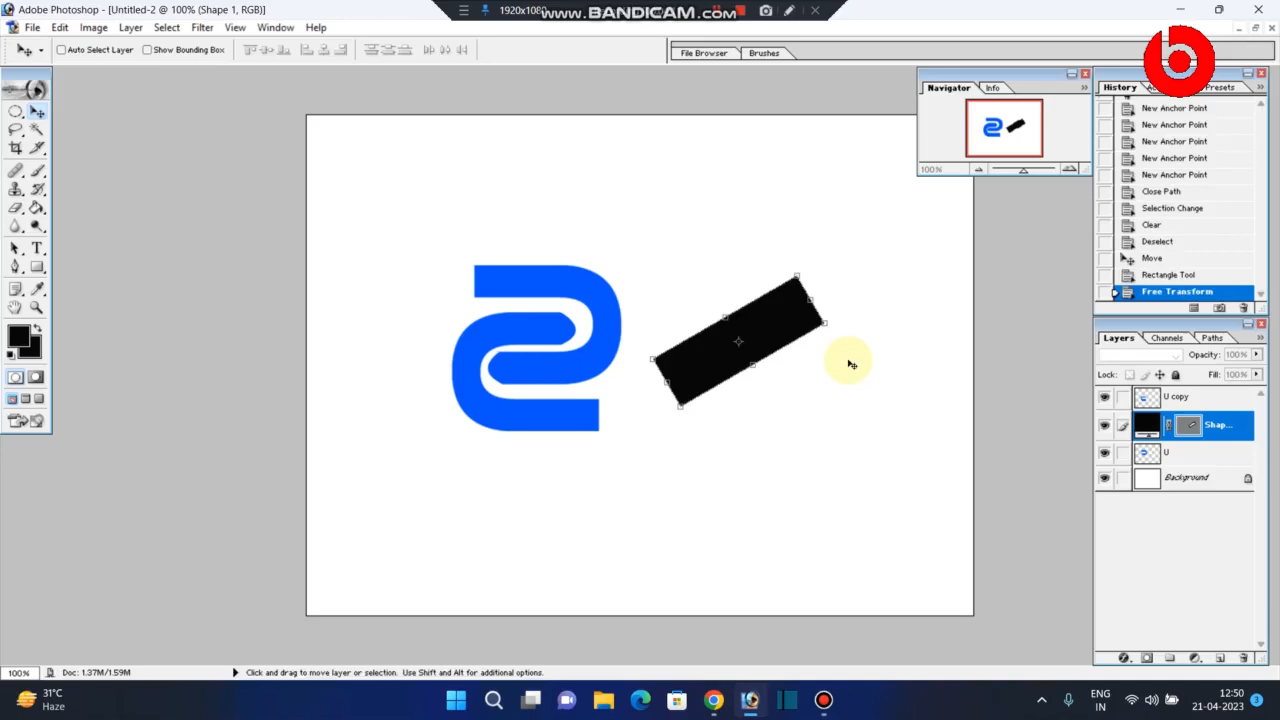 Adobe Photoshop - [Untitled-2 @ 100% (Shape 1, RGB)]
1920x1080
www.BANDICAM.com
File Edit Image Layer Select Filter View Window Help
Auto Select Layer Show Bounding Box
File Browser Brushes
Navigator Info
100%
History Presets
New Anchor Point
New Anchor Point
New Anchor Point
New Anchor Point
New Anchor Point
Close Path
Selection Change
Clear
Deselect
Move
Rectangle Tool
Free Transform
Layers Channels Paths
Opacity: 100%
Lock: Fill: 100%
U copy
Shap...
U
Background
100% Doc: 1.37M/1.59M Click and drag to move layer or selection. Use Shift and Alt for additional options.
31°C
Haze
ENG
IN
12:50
21-04-2023
3